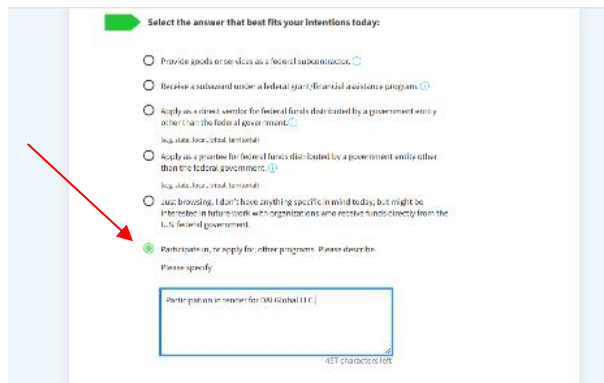 Select the answer that best fits your intentions today:
Provide goods or services as a federal subcontractor.
Receive a subaward under a federal grant/financial assistance program.
Apply as a direct vendor for federal funds distributed by a government entity
other than the federal government.
(e.g. state, local, tribal, territorial)
Apply as a grantee for federal funds distributed by a government entity other
than the federal government.
(e.g. state, local, tribal, territorial)
Just browsing. I don't have anything specific in mind today, but might be
interested in future work with organizations who receive funds directly from the
U.S. federal government.
Participate in, or apply for, other programs. Please describe.
Please specify
Participation in tender for DAI Global LLC
457 characters left